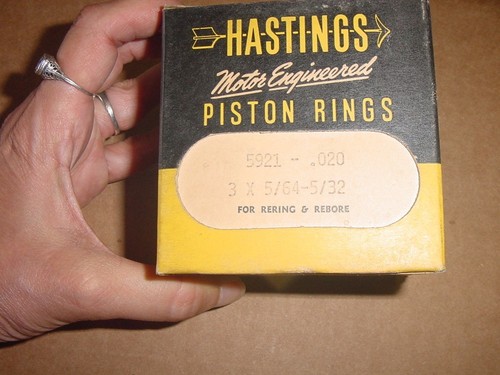 HASTINGS
Motor Engineered
PISTON RINGS
5921 - .020
3 X 5/64-5/32
FOR RERING & REBORE